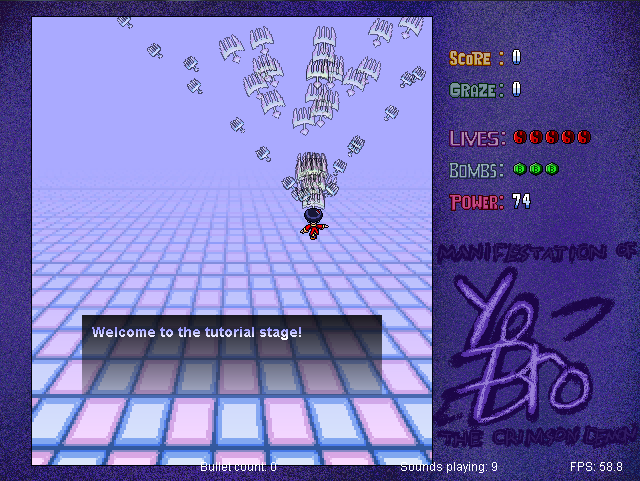 SCORE : 0
GRAZE: 0
LIVES:
BOMBS:
POWER: 74
MANIFESTATION OF
YO Bro
THE CRIMSON
Welcome to the tutorial stage!
Bullet count: 0
Sounds playing: 9
FPS: 58.8